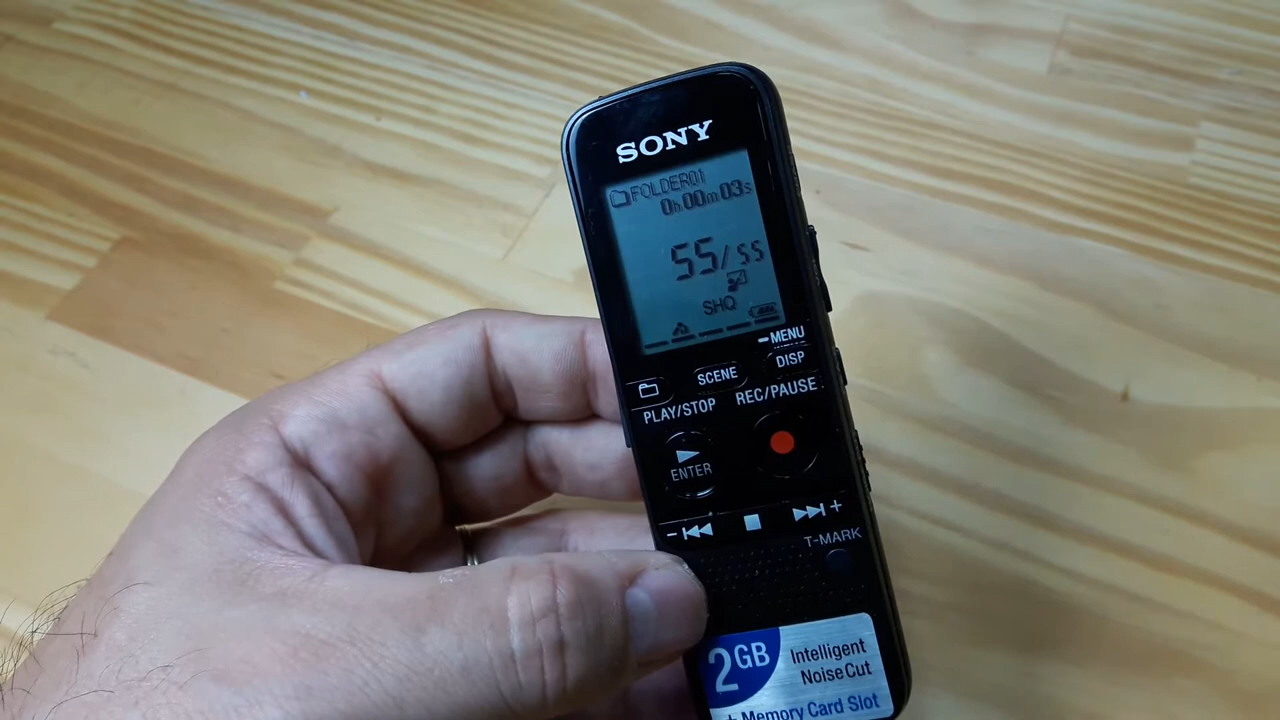 SONY
FOLDER01
0h00m03s
55/55
SHQ
MENU
DISP
SCENE
PLAY/STOP
REC/PAUSE
ENTER
T-MARK
2GB
Intelligent
NoiseCut
+ Memory Card Slot